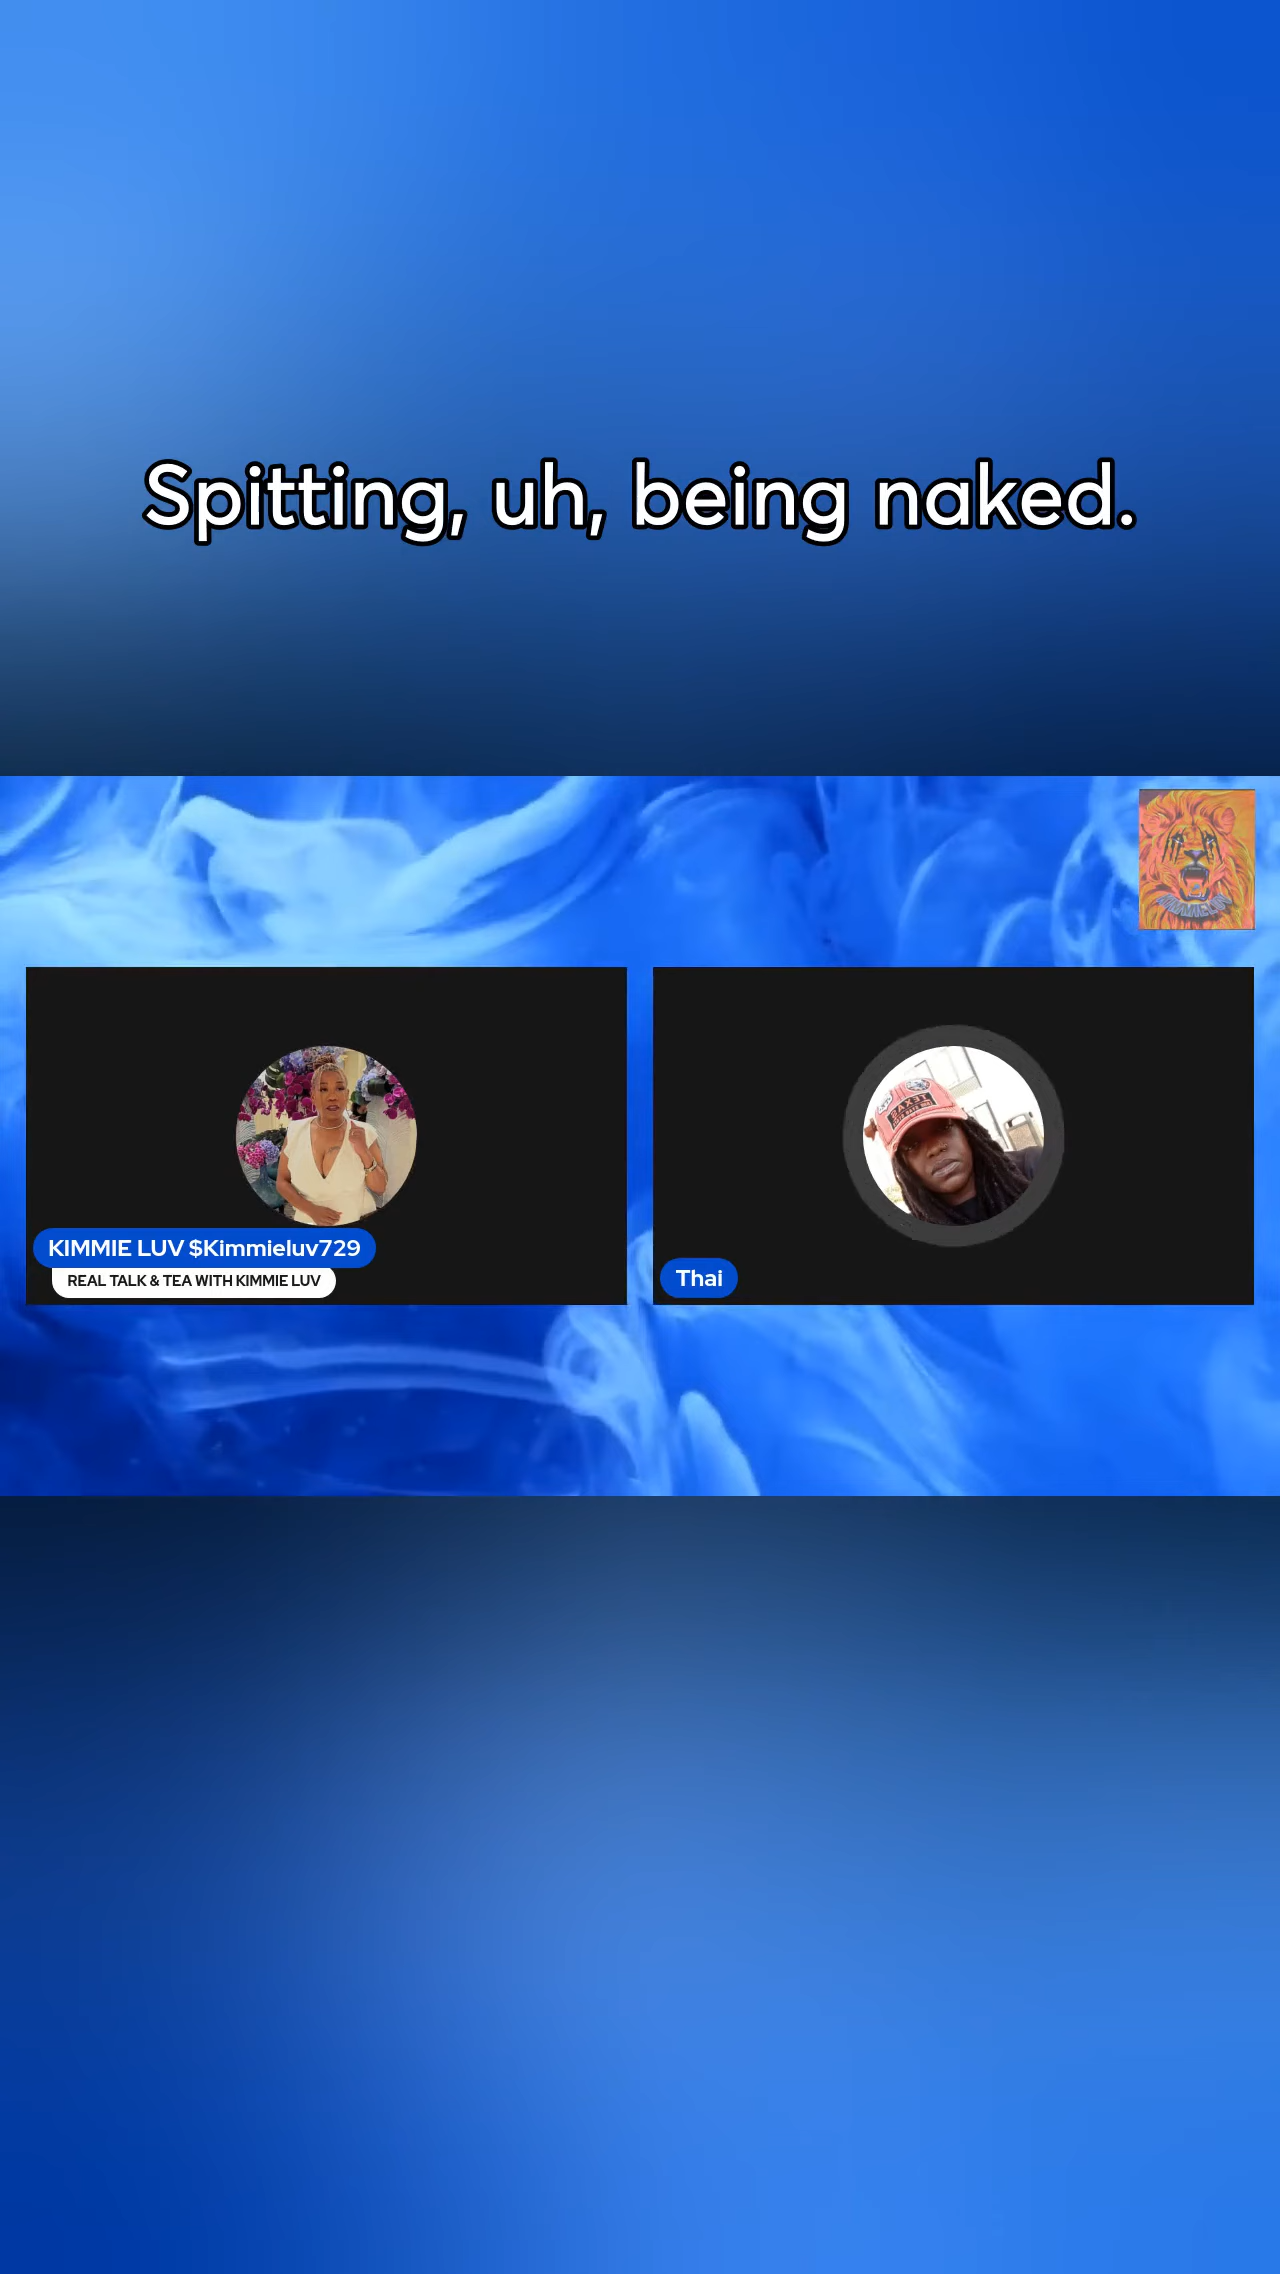 Spitting, uh, being naked.
KIMMIE LUV $Kimmieluv729
REAL TALK & TEA WITH KIMMIE LUV
Thai